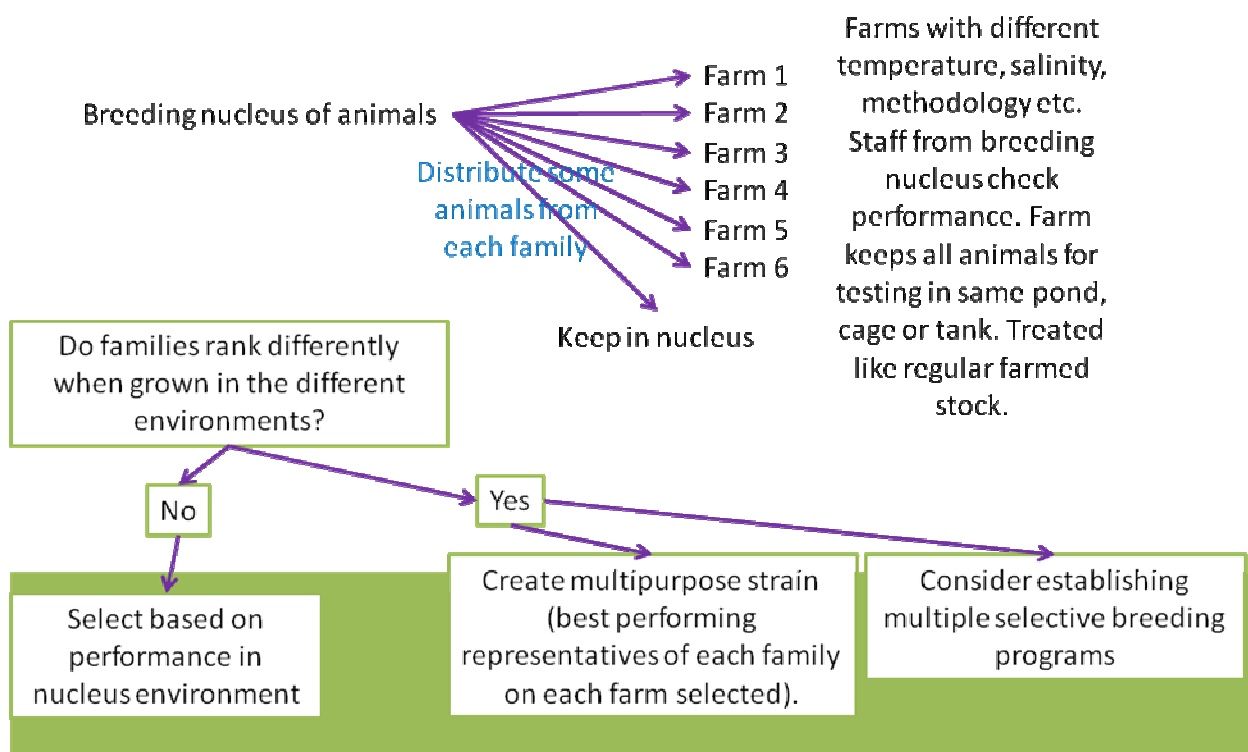 Breeding nucleus of animals
Distribute some
animals from
each family
Farm 1
Farm 2
Farm 3
Farm 4
Farm 5
Farm 6
Keep in nucleus
Farms with different
temperature, salinity,
methodology etc.
Staff from breeding
nucleus check
performance. Farm
keeps all animals for
testing in same pond,
cage or tank. Treated
like regular farmed
stock.
Do families rank differently
when grown in the different
environments?
No
Yes
Select based on
performance in
nucleus environment
Create multipurpose strain
(best performing
representatives of each family
on each farm selected).
Consider establishing
multiple selective breeding
programs